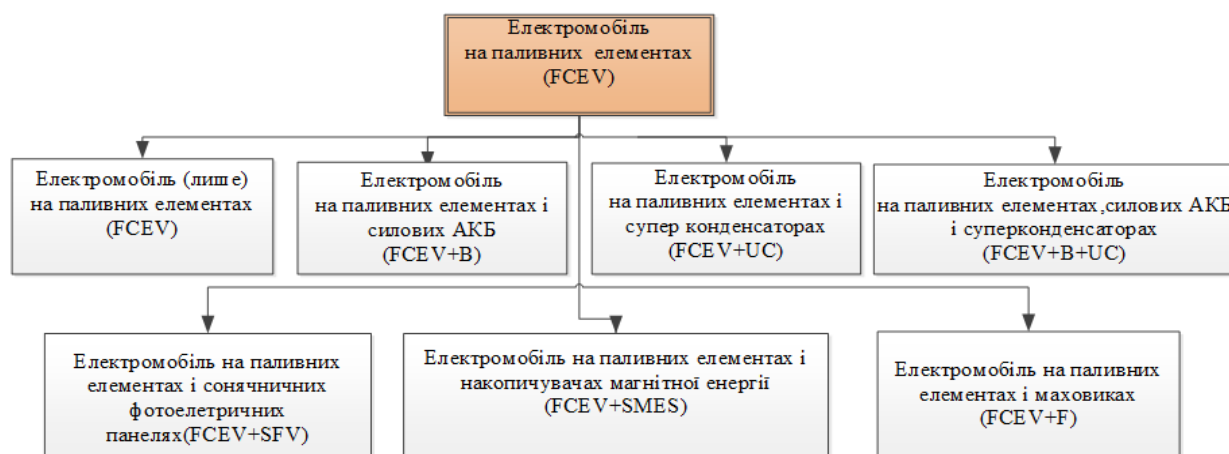 Електромобіль
на паливних елементах
(FCEV)
Електромобіль (лише)
на паливних елементах
(FCEV)
Електромобіль
на паливних елементах і
силових АКБ
(FCEV+B)
Електромобіль
на паливних елементах і
супер конденсаторах
(FCEV+UC)
Електромобіль
на паливних елементах,силових АКБ
і суперконденсаторах
(FCEV+B+UC)
Електромобіль на паливних
елементах і сонячничних
фотоелетричних
панелях(FCEV+SFV)
Електромобіль на паливних елементах і
накопичувачах магнітної енергії
(FCEV+SMES)
Електромобіль на паливних
елементах і маховиках
(FCEV+F)